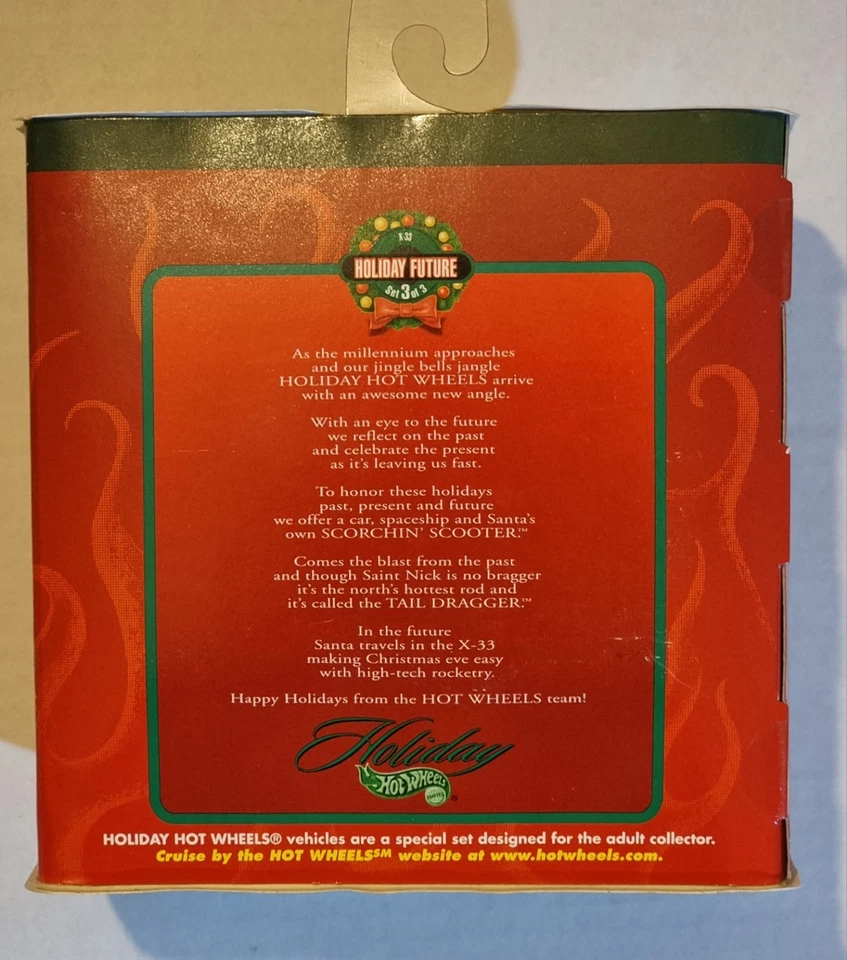 X-33
HOLIDAY FUTURE
Set 3 of 3
As the millennium approaches
and our jingle bells jangle
HOLIDAY HOT WHEELS arrive
with an awesome new angle.
With an eye to the future
we reflect on the past
and celebrate the present
as it's leaving us fast.
To honor these holidays
past, present and future
we offer a car, spaceship and Santa's
own SCORCHIN' SCOOTER.™
Comes the blast from the past
and though Saint Nick is no bragger
it's the north's hottest rod and
it's called the TAIL DRAGGER.™
In the future
Santa travels in the X-33
making Christmas eve easy
with high-tech rocketry.
Happy Holidays from the HOT WHEELS team!
Holiday
HOT WHEELS
MATTEL ®
HOLIDAY HOT WHEELS® vehicles are a special set designed for the adult collector.
Cruise by the HOT WHEELS℠ website at www.hotwheels.com.